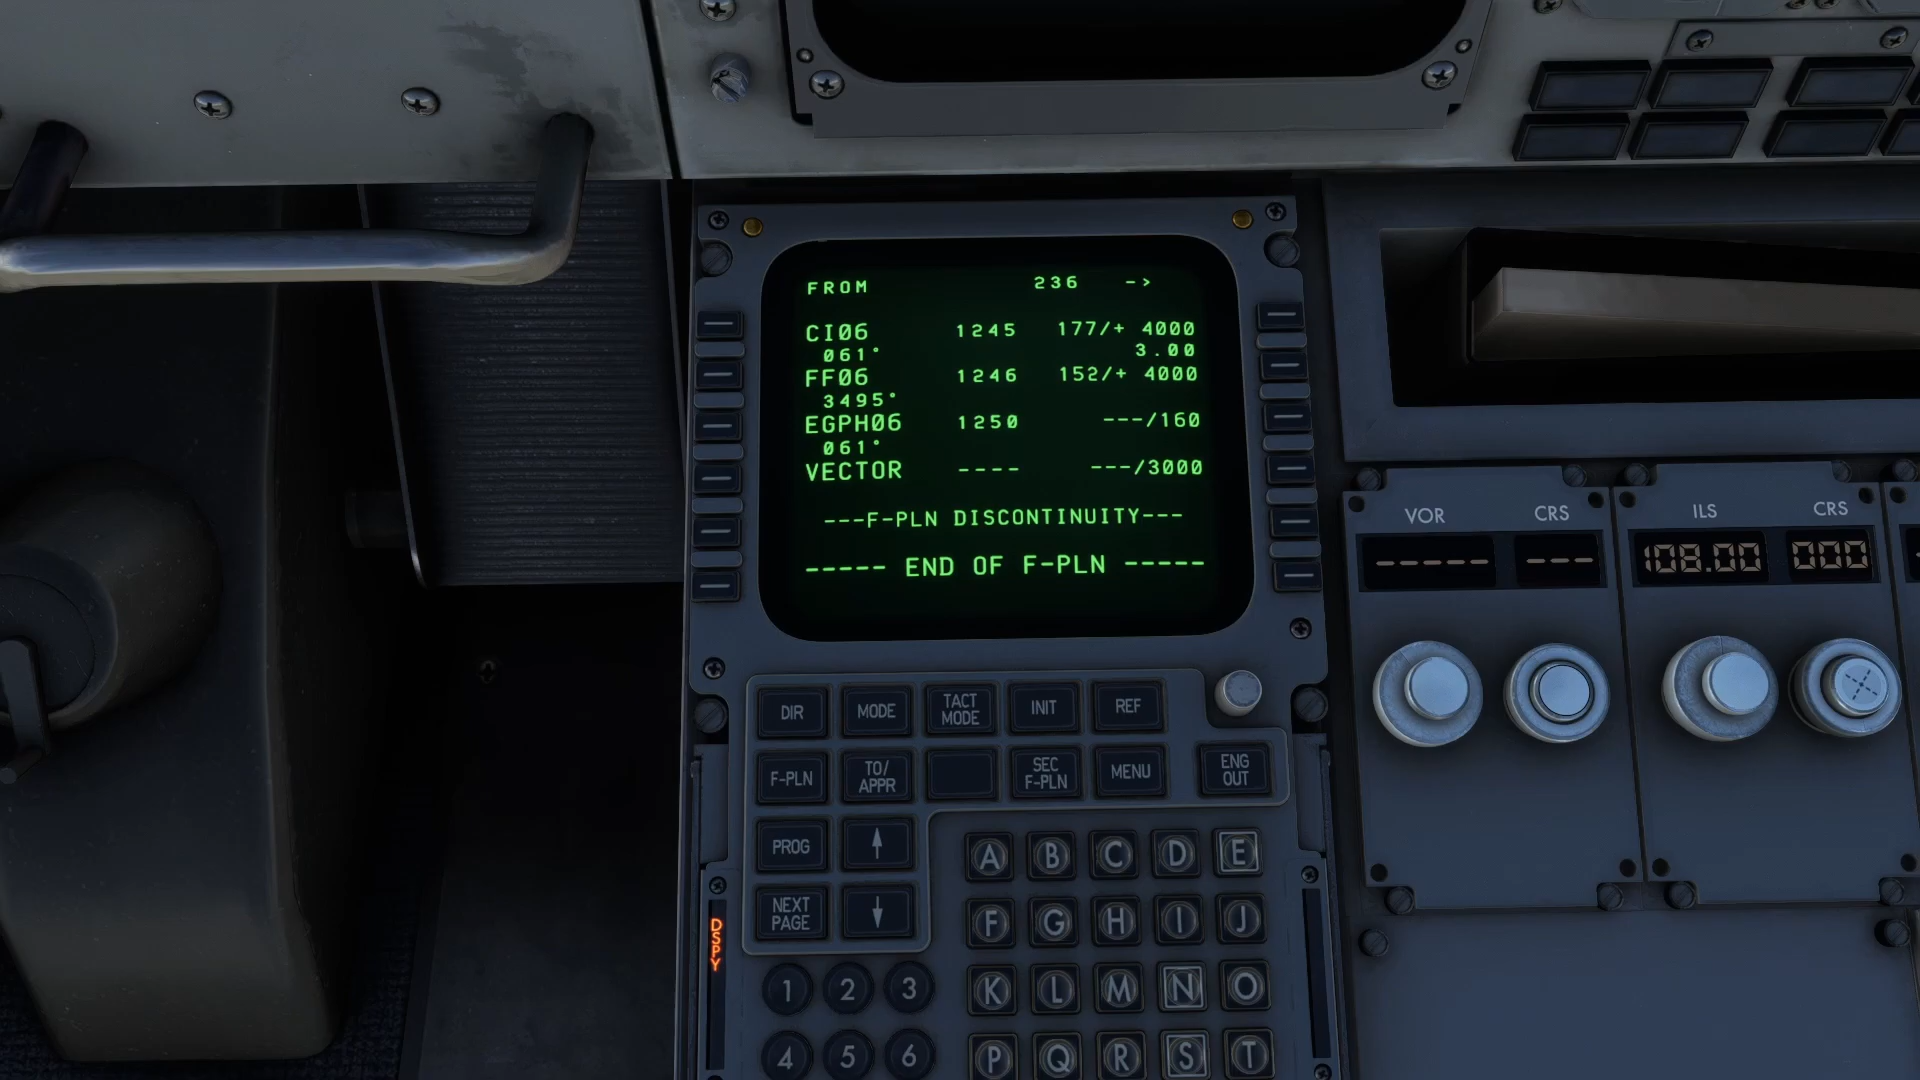 FROM 236 ->
CI06 1245 177/+ 4000
061° 3.00
FF06 1246 152/+ 4000
3495°
EGPH06 1250 ---/160
061°
VECTOR ---- ---/3000
---F-PLN DISCONTINUITY---
----- END OF F-PLN -----
VOR CRS
----- ---
ILS CRS
108.00 000
DIR MODE TACT MODE INIT REF
F-PLN TO/ APPR SEC F-PLN MENU ENG OUT
PROG ↑
NEXT PAGE ↓
DSPY
A B C D E
F G H I J
1 2 3 K L M N O
4 5 6 P Q R S T